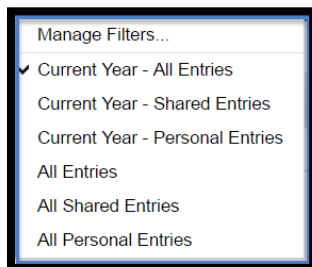 Manage Filters...
Current Year - All Entries
Current Year - Shared Entries
Current Year - Personal Entries
All Entries
All Shared Entries
All Personal Entries